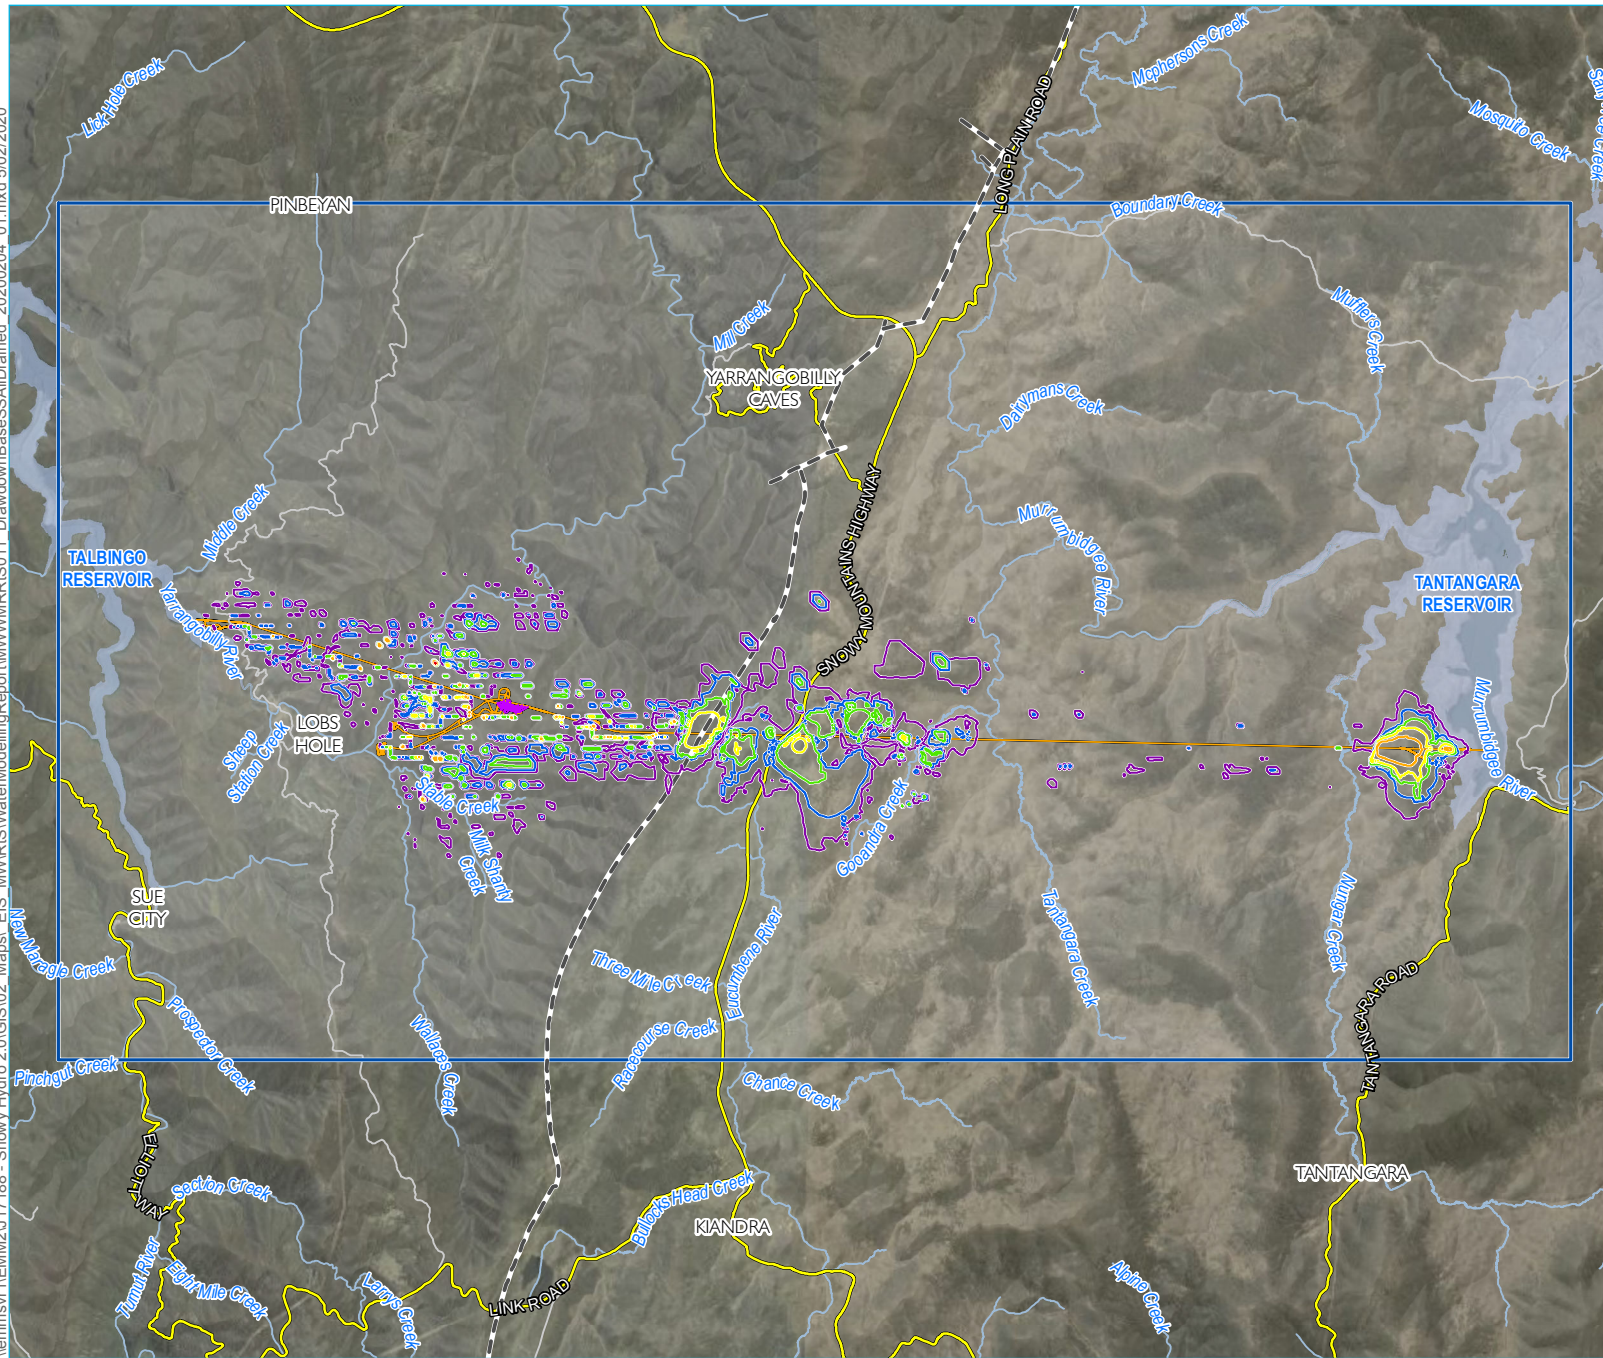 Mcphersons Creek
Lick Hole Creek
LONG PLAIN ROAD
Mosquito Creek
PINBEYAN
Boundary Creek
Mufflers Creek
Mill Creek
YARRANGOBILLY
CAVES
Dairymans Creek
Middle Creek
SNOWY MOUNTAINS HIGHWAY
Murrumbidgee River
TALBINGO
RESERVOIR
TANTANGARA
RESERVOIR
Yarrangobilly River
LOBS
HOLE
Sheep
Station Creek
Murrumbidgee River
Stable Creek
Milk Shanty
Creek
Gooandra Creek
SUE
CITY
New Maragle Creek
Three Mile Creek
Eucumbene River
Tantangara Creek
Nungar Creek
TANTANGARA ROAD
Prospector Creek
Wallaces Creek
Racecourse Creek
Pinchgut Creek
Chance Creek
ELLIOTT
WAY
Section Creek
Bullocks Head Creek
KIANDRA
TANTANGARA
Tumut River
Eight Mile Creek
Larrys Creek
LINK ROAD
Alpine Creek